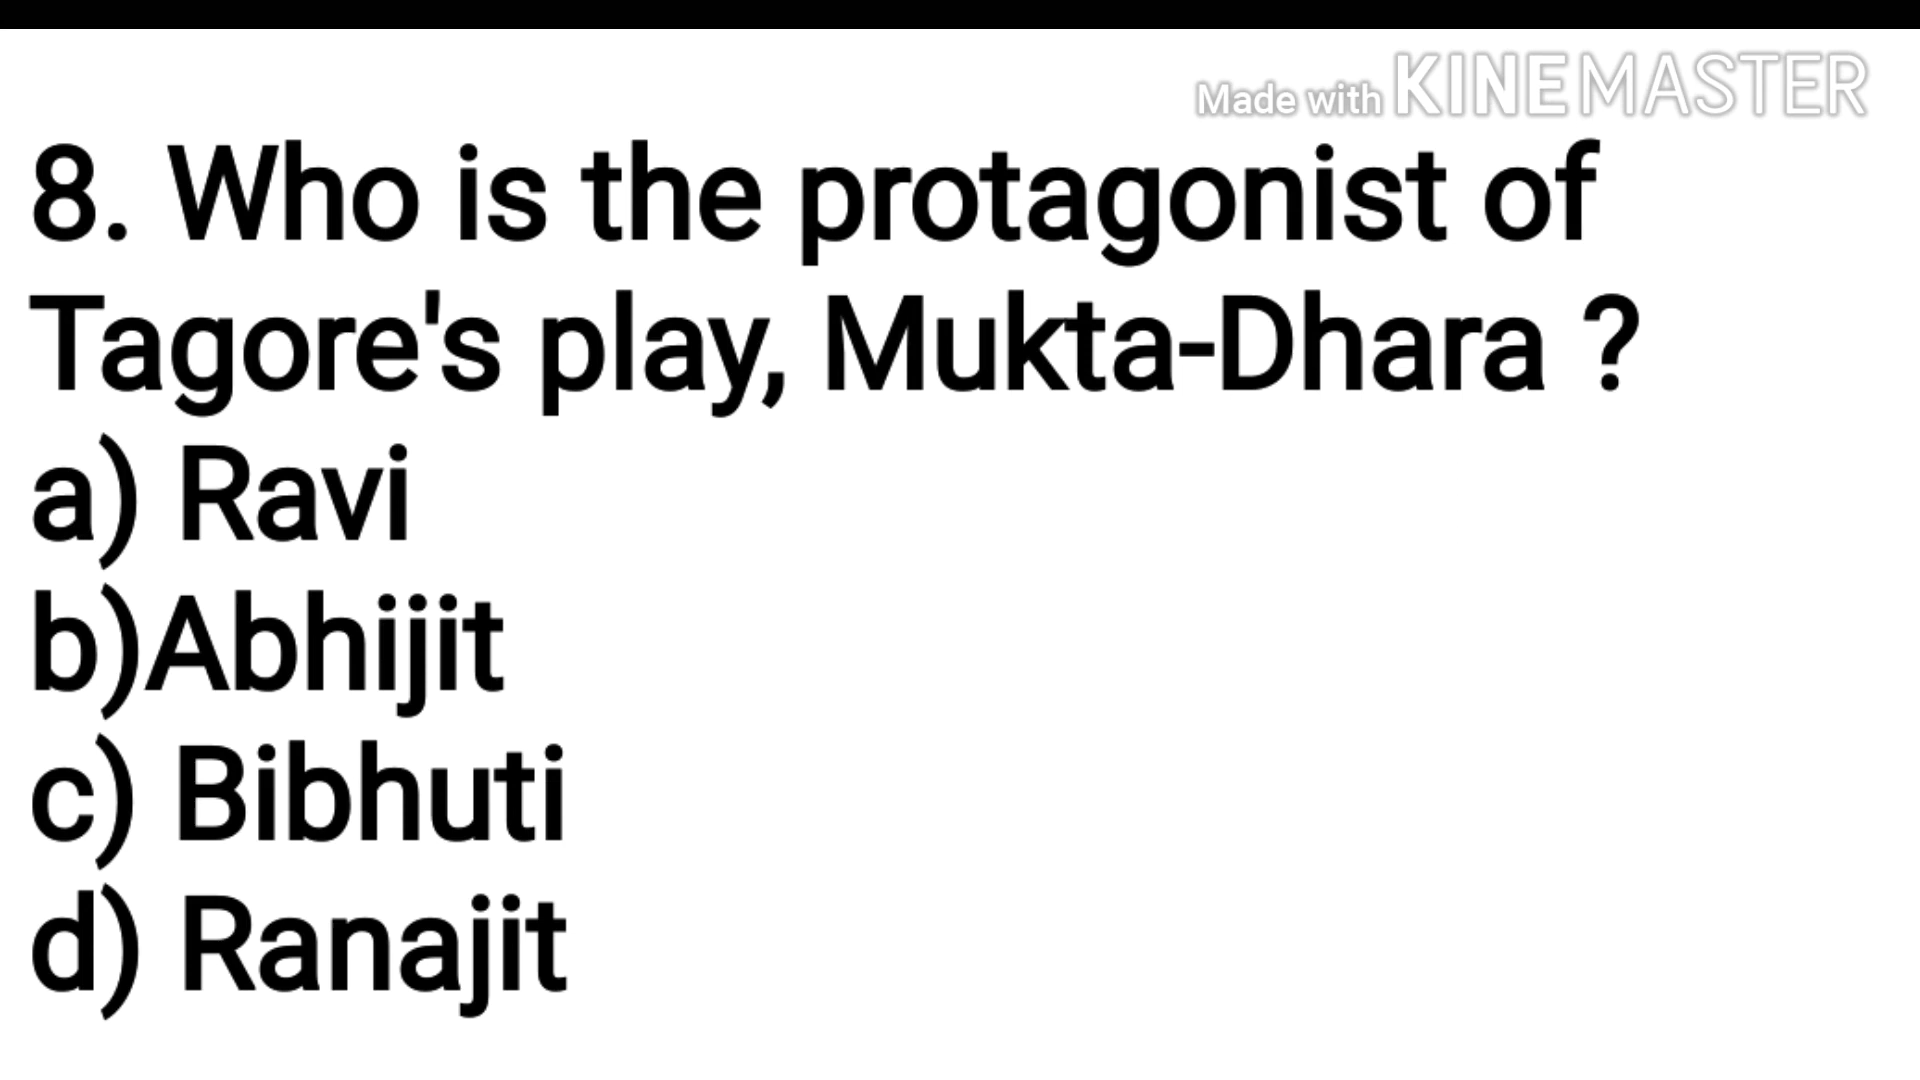 Made with KINEMASTER
8. Who is the protagonist of
Tagore's play, Mukta-Dhara ?
a) Ravi
b)Abhijit
c) Bibhuti
d) Ranajit